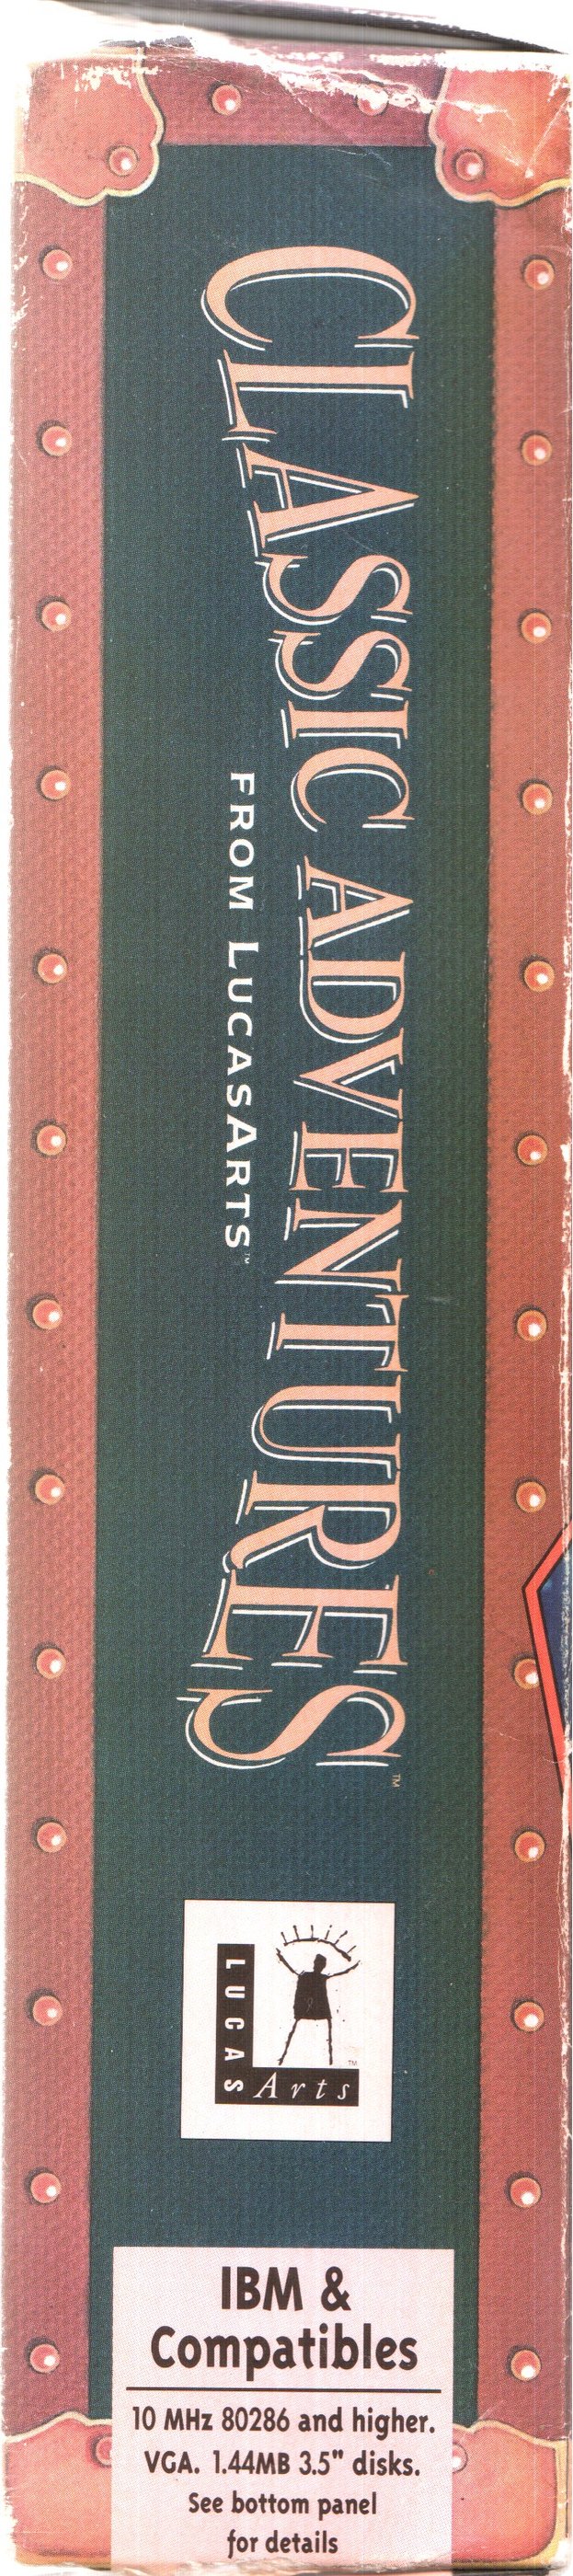 CLASSIC ADVENTURES™
FROM LUCASARTS™
LUCAS
Arts™
IBM &
Compatibles
10 MHz 80286 and higher.
VGA. 1.44MB 3.5" disks.
See bottom panel
for details